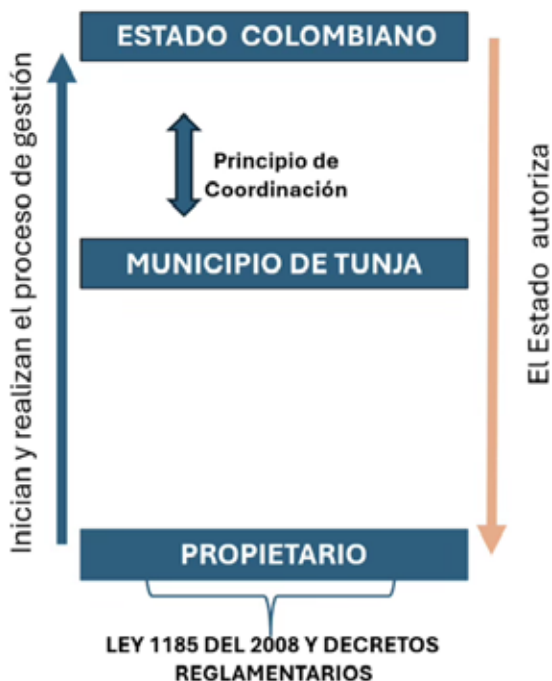 ESTADO COLOMBIANO
Inician y realizan el proceso de gestión
Principio de
Coordinación
El Estado autoriza
MUNICIPIO DE TUNJA
PROPIETARIO
LEY 1185 DEL 2008 Y DECRETOS
REGLAMENTARIOS